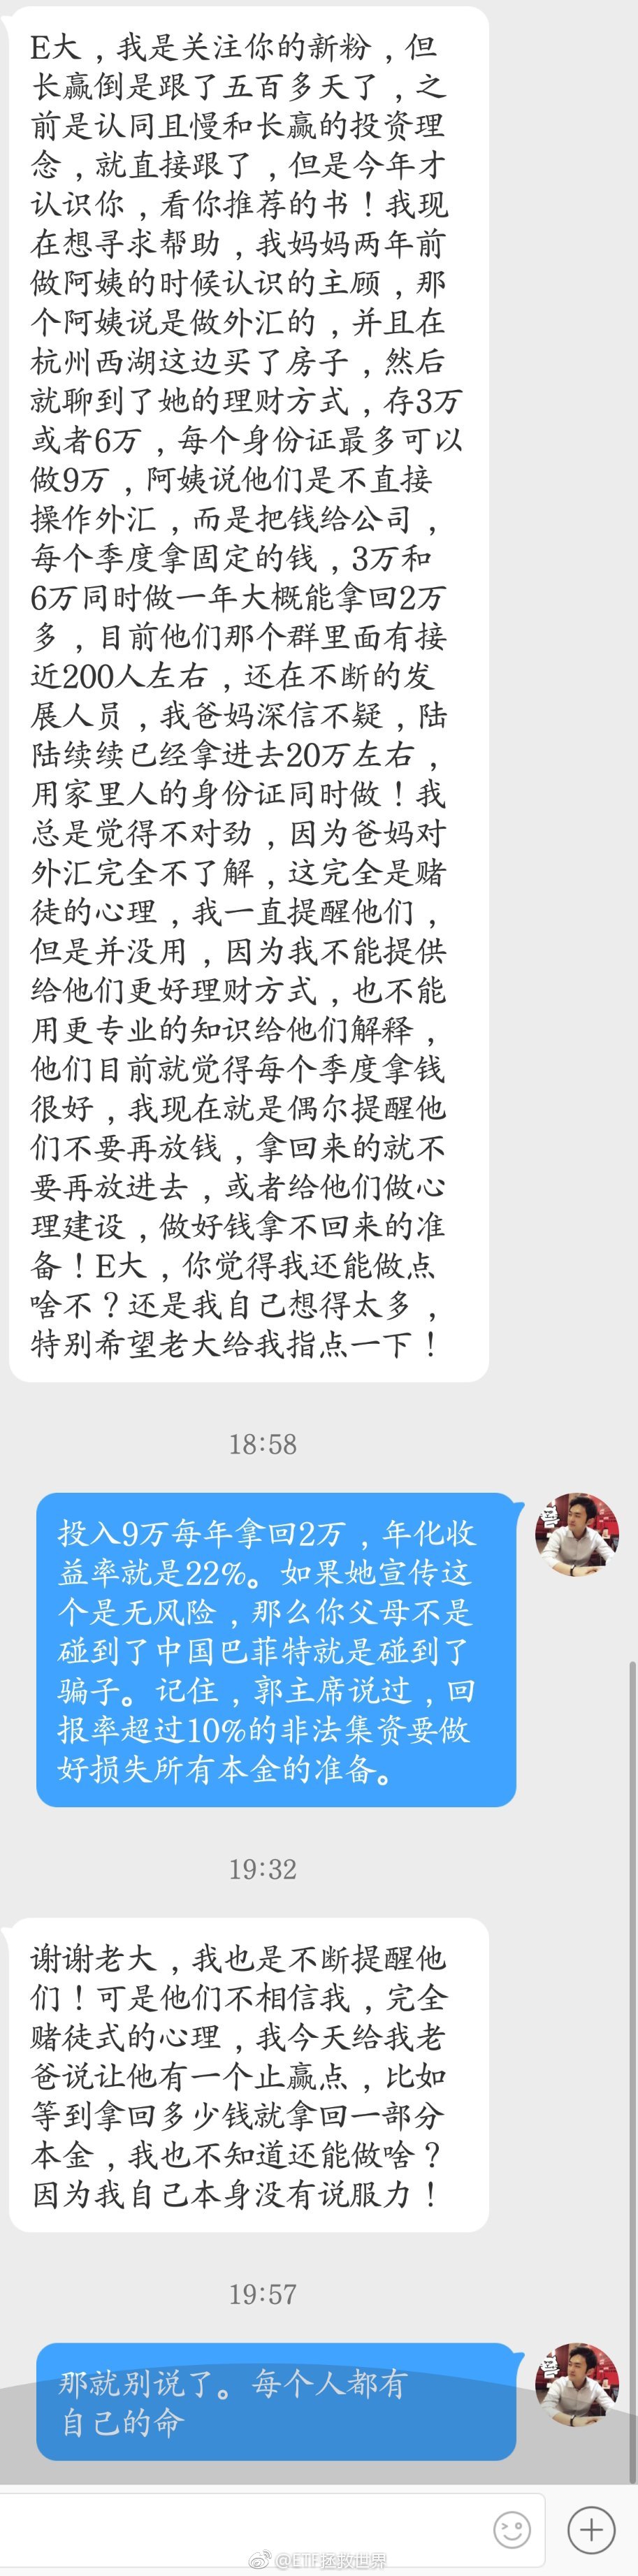 E大，我是关注你的新粉，但
长赢倒是跟了五百多天了，之
前是认同且慢和长赢的投资理
念，就直接跟了，但是今年才
认识你，看你推荐的书！我现
在想寻求帮助，我妈妈两年前
做阿姨的时候认识的主顾，那
个阿姨说是做外汇的，并且在
杭州西湖这边买了房子，然后
就聊到了她的理财方式，存3万
或者6万，每个身份证最多可以
做9万，阿姨说他们是不直接
操作外汇，而是把钱给公司，
每个季度拿固定的钱，3万和
6万同时做一年大概能拿回2万
多，目前他们那个群里面有接
近200人左右，还在不断的发
展人员，我爸妈深信不疑，陆
陆续续已经拿进去20万左右，
用家里人的身份证同时做！我
总是觉得不对劲，因为爸妈对
外汇完全不了解，这完全是赌
徒的心理，我一直提醒他们，
但是并没用，因为我不能提供
给他们更好理财方式，也不能
用更专业的知识给他们解释，
他们目前就觉得每个季度拿钱
很好，我现在就是偶尔提醒他
们不要再放钱，拿回来的就不
要再放进去，或者给他们做心
理建设，做好钱拿不回来的准
备！E大，你觉得我还能做点
啥不？还是我自己想得太多，
特别希望老大给我指点一下！
18:58
投入9万每年拿回2万，年化收
益率就是22%。如果她宣传这
个是无风险，那么你父母不是
碰到了中国巴菲特就是碰到了
骗子。记住，郭主席说过，回
报率超过10%的非法集资要做
好损失所有本金的准备。
19:32
谢谢老大，我也是不断提醒他
们！可是他们不相信我，完全
赌徒式的心理，我今天给我老
爸说让他有一个止赢点，比如
等到拿回多少钱就拿回一部分
本金，我也不知道还能做啥？
因为我自己本身没有说服力！
19:57
那就别说了。每个人都有
自己的命
@ETF拯救世界